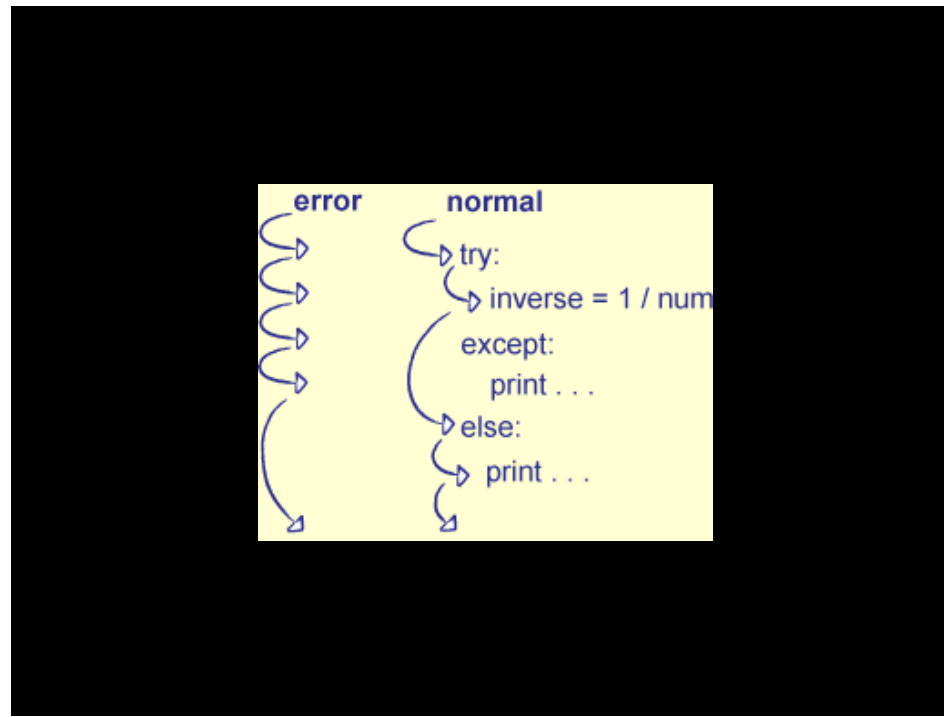 error normal
try:
inverse = 1 / num
except:
print . . .
else:
print . . .